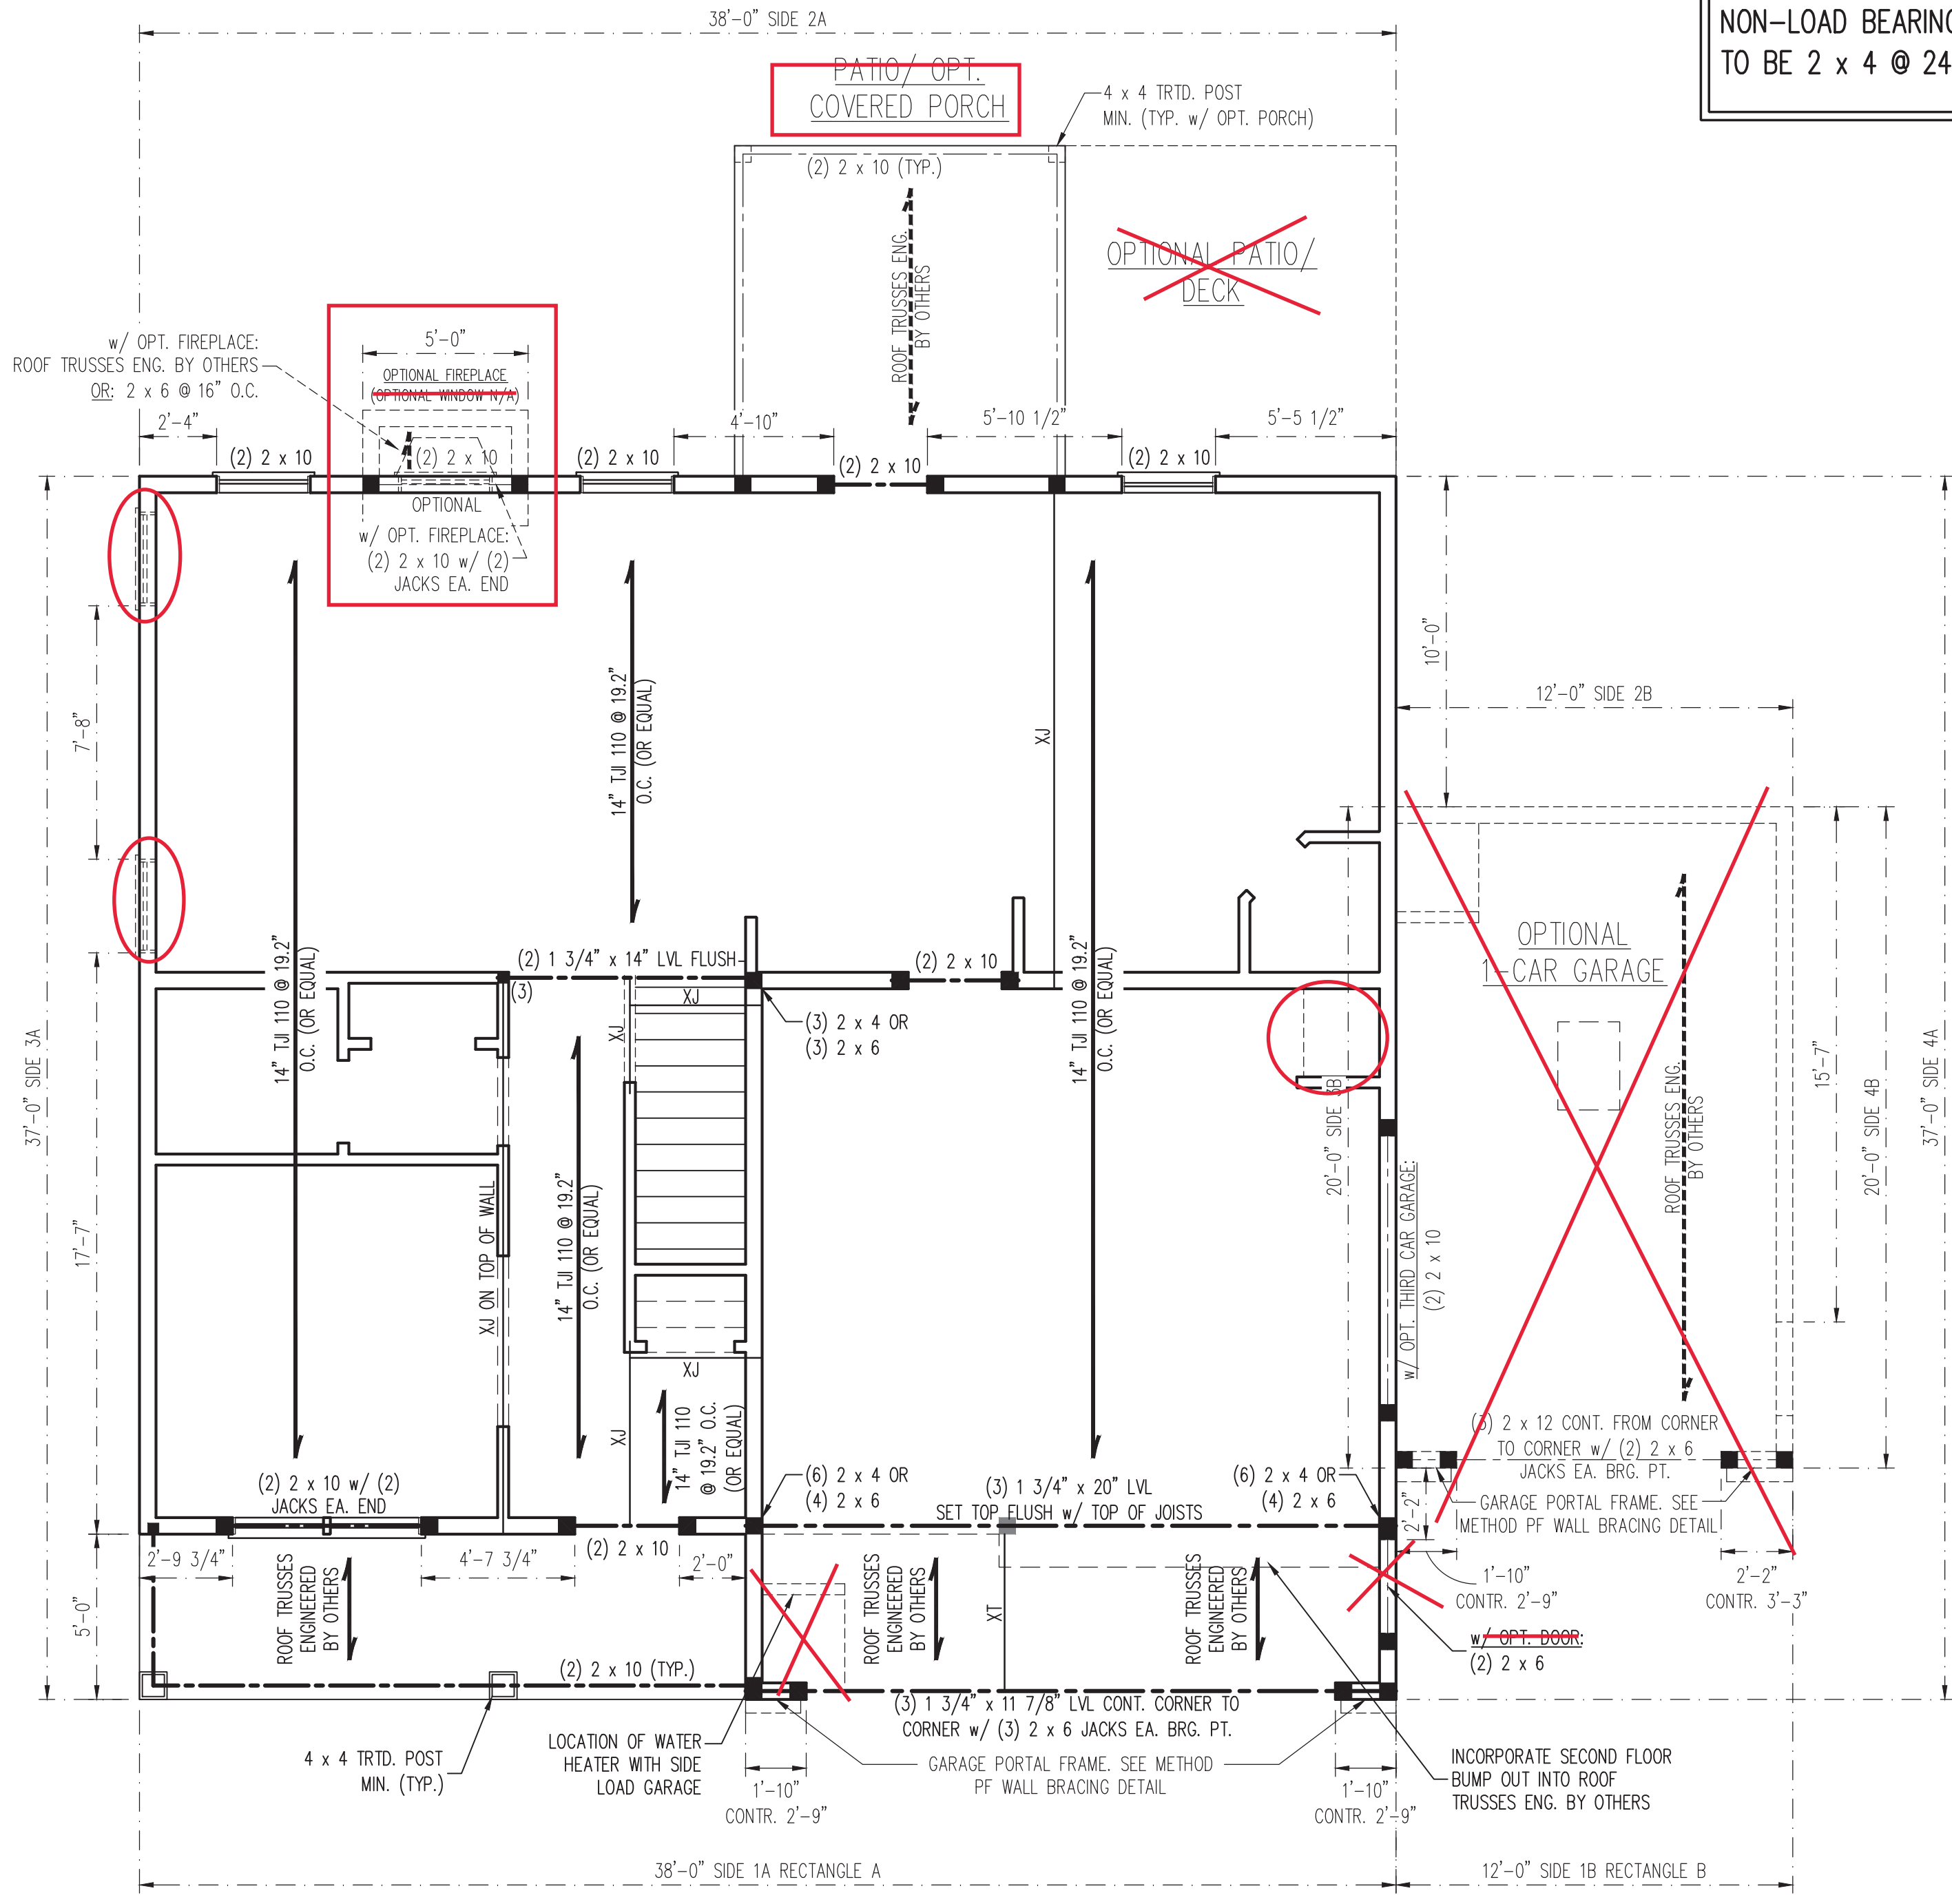 38'-0" SIDE 2A
NON-LOAD BEARING
TO BE 2 x 4 @ 24
PATIO/ OPT.
COVERED PORCH
4 x 4 TRTD. POST
MIN. (TYP. w/ OPT. PORCH)
(2) 2 x 10 (TYP.)
ROOF TRUSSES ENG.
BY OTHERS
OPTIONAL PATIO/
DECK
w/ OPT. FIREPLACE:
ROOF TRUSSES ENG. BY OTHERS
OR: 2 x 6 @ 16" O.C.
5'-0"
OPTIONAL FIREPLACE
(OPTIONAL WINDOW N/A)
2'-4"
4'-10"
5'-10 1/2"
5'-5 1/2"
(2) 2 x 10
(2) 2 x 10
(2) 2 x 10
(2) 2 x 10
(2) 2 x 10
OPTIONAL
w/ OPT. FIREPLACE:
(2) 2 x 10 w/ (2)
JACKS EA. END
10'-0"
12'-0" SIDE 2B
7'-8"
14" TJI 110 @ 19.2"
O.C. (OR EQUAL)
XJ
OPTIONAL
1-CAR GARAGE
14" TJI 110 @ 19.2"
O.C. (OR EQUAL)
(2) 1 3/4" x 14" LVL FLUSH
(2) 2 x 10
14" TJI 110 @ 19.2"
O.C. (OR EQUAL)
(3)
XJ
XJ
(3) 2 x 4 OR
(3) 2 x 6
37'-0" SIDE 3A
37'-0" SIDE 4A
15'-7"
20'-0" SIDE 4B
20'-0" SIDE 3B
ROOF TRUSSES ENG.
BY OTHERS
17'-7"
XJ ON TOP OF WALL
14" TJI 110 @ 19.2"
O.C. (OR EQUAL)
w/ OPT. THIRD CAR GARAGE:
(2) 2 x 10
XJ
XJ
14" TJI 110
@ 19.2" O.C.
(OR EQUAL)
(3) 2 x 12 CONT. FROM CORNER
TO CORNER w/ (2) 2 x 6
JACKS EA. BRG. PT.
(2) 2 x 10 w/ (2)
JACKS EA. END
(6) 2 x 4 OR
(4) 2 x 6
(3) 1 3/4" x 20" LVL
SET TOP FLUSH w/ TOP OF JOISTS
(6) 2 x 4 OR
(4) 2 x 6
GARAGE PORTAL FRAME. SEE
METHOD PF WALL BRACING DETAIL
2'-2"
2'-9 3/4"
4'-7 3/4"
(2) 2 x 10
2'-0"
1'-10"
CONTR. 2'-9"
2'-2"
CONTR. 3'-3"
5'-0"
ROOF TRUSSES
ENGINEERED
BY OTHERS
ROOF TRUSSES
ENGINEERED
BY OTHERS
XT
ROOF TRUSSES
ENGINEERED
BY OTHERS
w/ OPT. DOOR:
(2) 2 x 6
(2) 2 x 10 (TYP.)
(3) 1 3/4" x 11 7/8" LVL CONT. CORNER TO
CORNER w/ (3) 2 x 6 JACKS EA. BRG. PT.
4 x 4 TRTD. POST
MIN. (TYP.)
LOCATION OF WATER
HEATER WITH SIDE
LOAD GARAGE
GARAGE PORTAL FRAME. SEE METHOD
PF WALL BRACING DETAIL
INCORPORATE SECOND FLOOR
BUMP OUT INTO ROOF
TRUSSES ENG. BY OTHERS
1'-10"
CONTR. 2'-9"
1'-10"
CONTR. 2'-9"
38'-0" SIDE 1A RECTANGLE A
12'-0" SIDE 1B RECTANGLE B